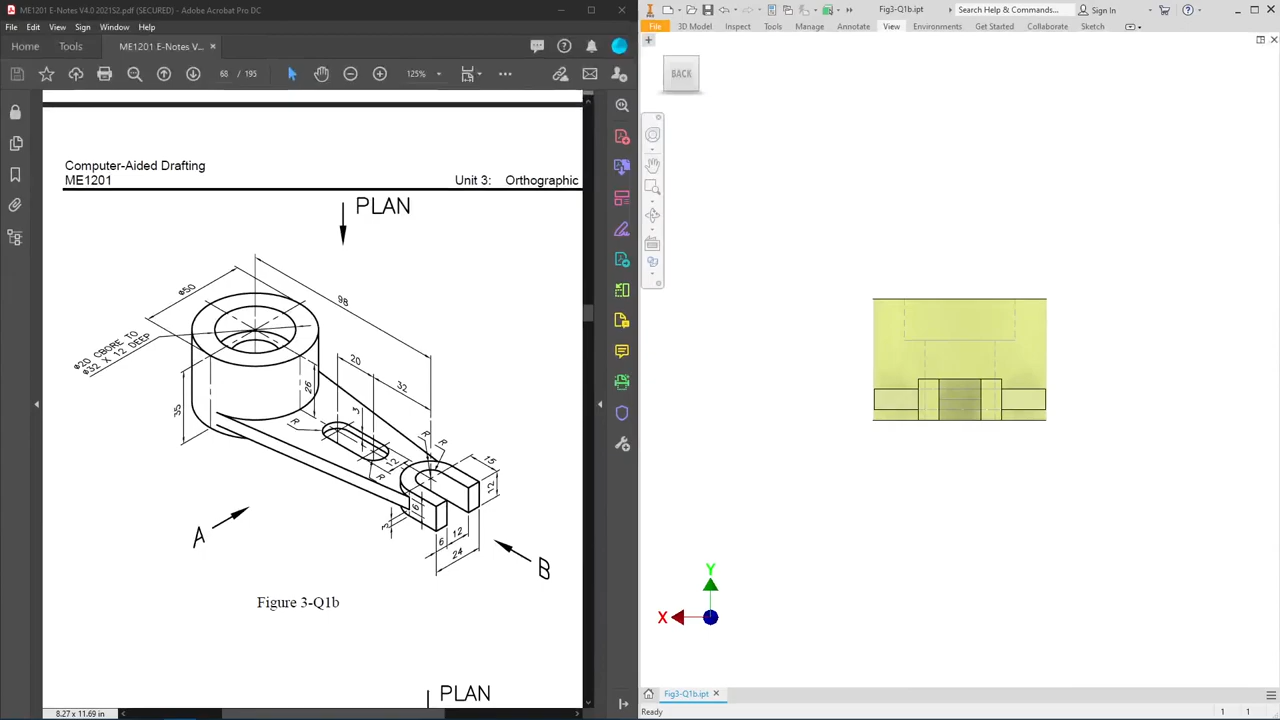 ME1201 E-Notes V4.0 202152.pdf (SECURED) - Adobe Acrobat Pro DC
File Edit View Sign Window Help
Home Tools ME1201 E-Notes V...
68 / 195 125%
Computer-Aided Drafting
ME1201 Unit 3: Orthographic
PLAN
ø50
98
ø20 CBORE TO
ø32 X 12 DEEP
20
32
26
35
3
R
R
R
12
R
15
12
6
3
6
12
24
A
B
Figure 3-Q1b
PLAN
8.27 x 11.69 in
Fig3-Q1b.ipt
Search Help & Commands...
Sign In
File 3D Model Inspect Tools Manage Annotate View Environments Get Started Collaborate Sketch
BACK
Y
X
Fig3-Q1b.ipt
Ready 1 1